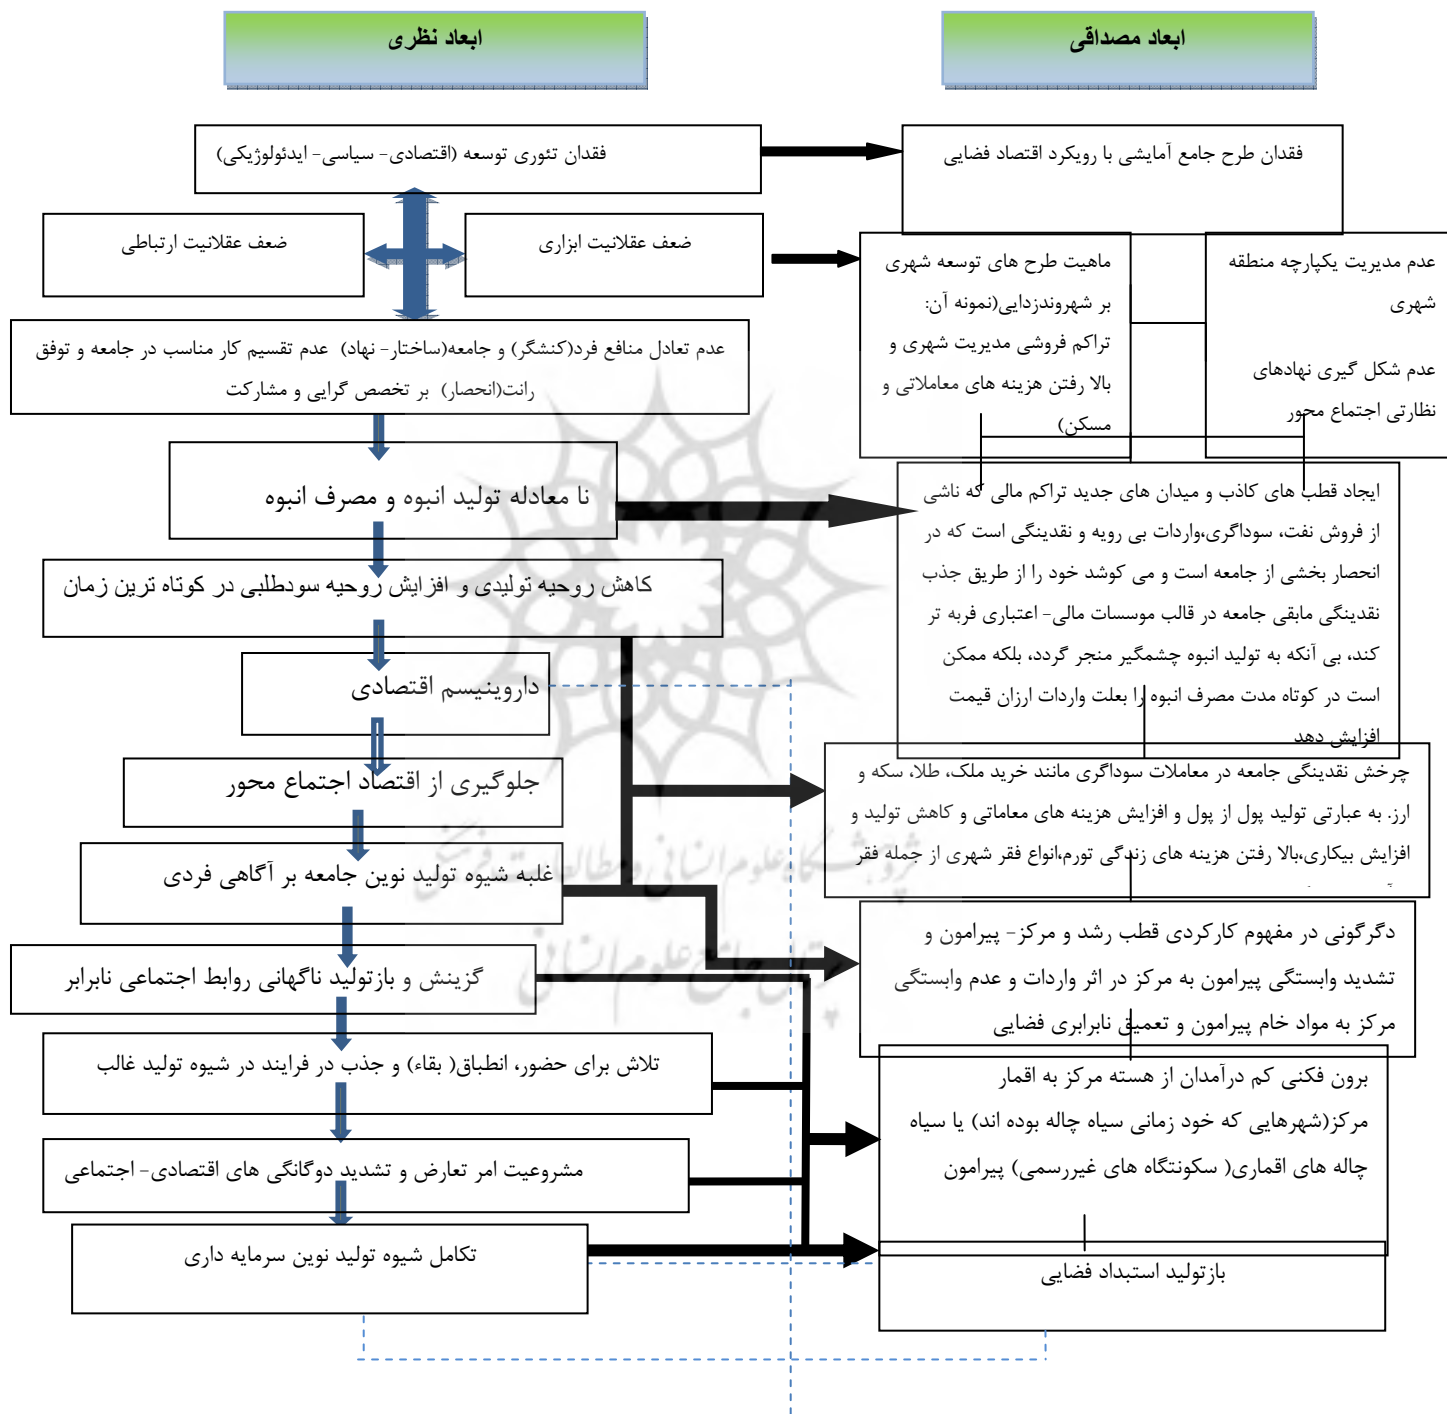 ابعاد نظری
ابعاد مصداقی
فقدان تئوری توسعه (اقتصادی- سیاسی- ایدئولوژیکی)
فقدان طرح جامع آمایشی با رویکرد اقتصاد فضایی
ضعف عقلانیت ابزاری
ضعف عقلانیت ارتباطی
عدم مدیریت یکپارچه منطقه
شهری
عدم شکل گیری نهادهای
نظارتی اجتماع محور
ماهیت طرح های توسعه شهری
بر شهروندزدایی(نمونه آن:
تراکم فروشی مدیریت شهری و
بالا رفتن هزینه های معاملاتی و
مسکن)
عدم تعادل منافع فرد(کنشگر) و جامعه(ساختار- نهاد) عدم تقسیم کار مناسب در جامعه و توفق
رانت(انحصار) بر تخصص گرایی و مشارکت
نا معادله تولید انبوه و مصرف انبوه
ایجاد قطب های کاذب و میدان های جدید تراکم مالی که ناشی
از فروش نفت، سوداگری،واردات بی رویه و نقدینگی است که در
انحصار بخشی از جامعه است و می کوشد خود را از طریق جذب
نقدینگی مابقی جامعه در قالب موسسات مالی- اعتباری فربه تر
کند، بی آنکه به تولید انبوه چشمگیر منجر گردد، بلکه ممکن
است در کوتاه مدت مصرف انبوه را بعلت واردات ارزان قیمت
افزایش دهد
کاهش روحیه تولیدی و افزایش روحیه سودطلبی در کوتاه ترین زمان
داروینیسم اقتصادی
جلوگیری از اقتصاد اجتماع محور
چرخش نقدینگی جامعه در معاملات سوداگری مانند خرید ملک، طلا، سکه و
ارز. به عبارتی تولید پول از پول و افزایش هزینه های معاماتی و کاهش تولید و
افزایش بیکاری،بالا رفتن هزینه های زندگی تورم،انواع فقر شهری از جمله فقر
غلبه شیوه تولید نوین جامعه بر آگاهی فردی
دگرگونی در مفهوم کارکردی قطب رشد و مرکز- پیرامون و
تشدید وابستگی پیرامون به مرکز در اثر واردات و عدم وابستگی
مرکز به مواد خام پیرامون و تعمیق نابرابری فضایی
گزینش و بازتولید ناگهانی روابط اجتماعی نابرابر
تلاش برای حضور، انطباق( بقاء) و جذب در فرایند در شیوه تولید غالب
برون فکنی کم درآمدان از هسته مرکز به اقمار
مرکز(شهرهایی که خود زمانی سیاه چاله بوده اند) یا سیاه
چاله های اقماری( سکونتگاه های غیررسمی) پیرامون
مشروعیت امر تعارض و تشدید دوگانگی های اقتصادی- اجتماعی
تکامل شیوه تولید نوین سرمایه داری
بازتولید استبداد فضایی
پژوهشگاه علوم انسانی و مطالعات فرهنگی
پرتال جامع علوم انسانی